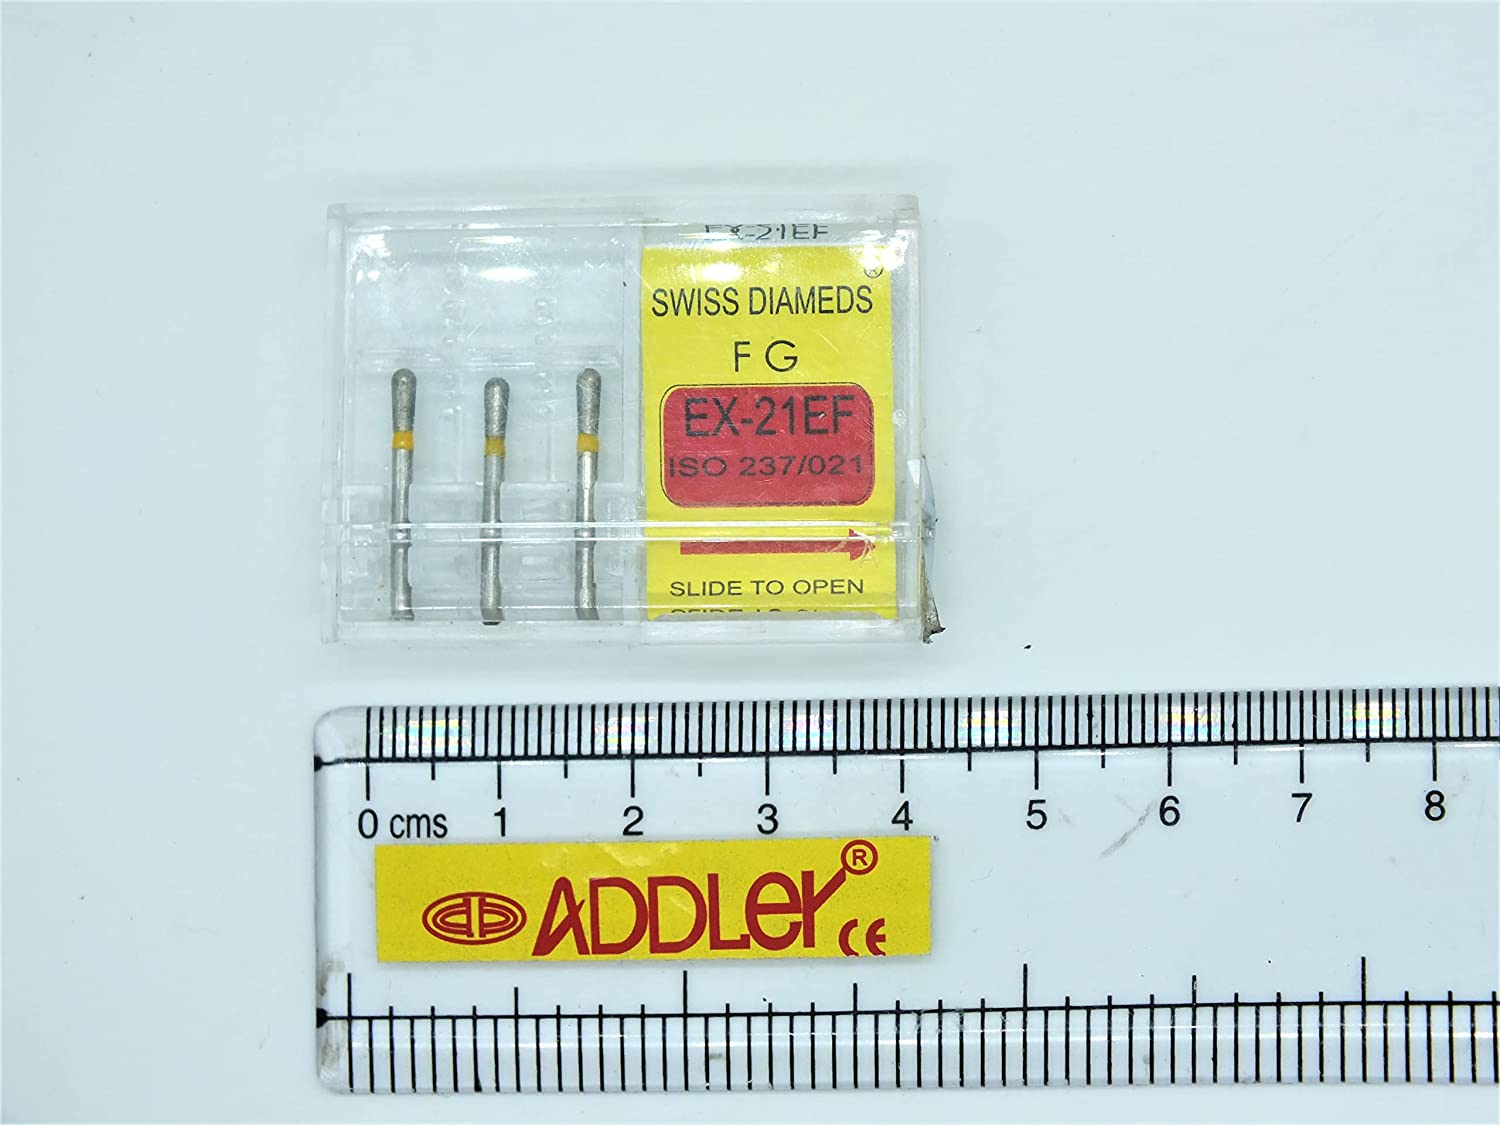 EX-21EF
®
SWISS DIAMEDS
F G
EX-21EF
ISO 237/021
SLIDE TO OPEN
0 cms 1 2 3 4 5 6 7 8
ADDLer®
CE